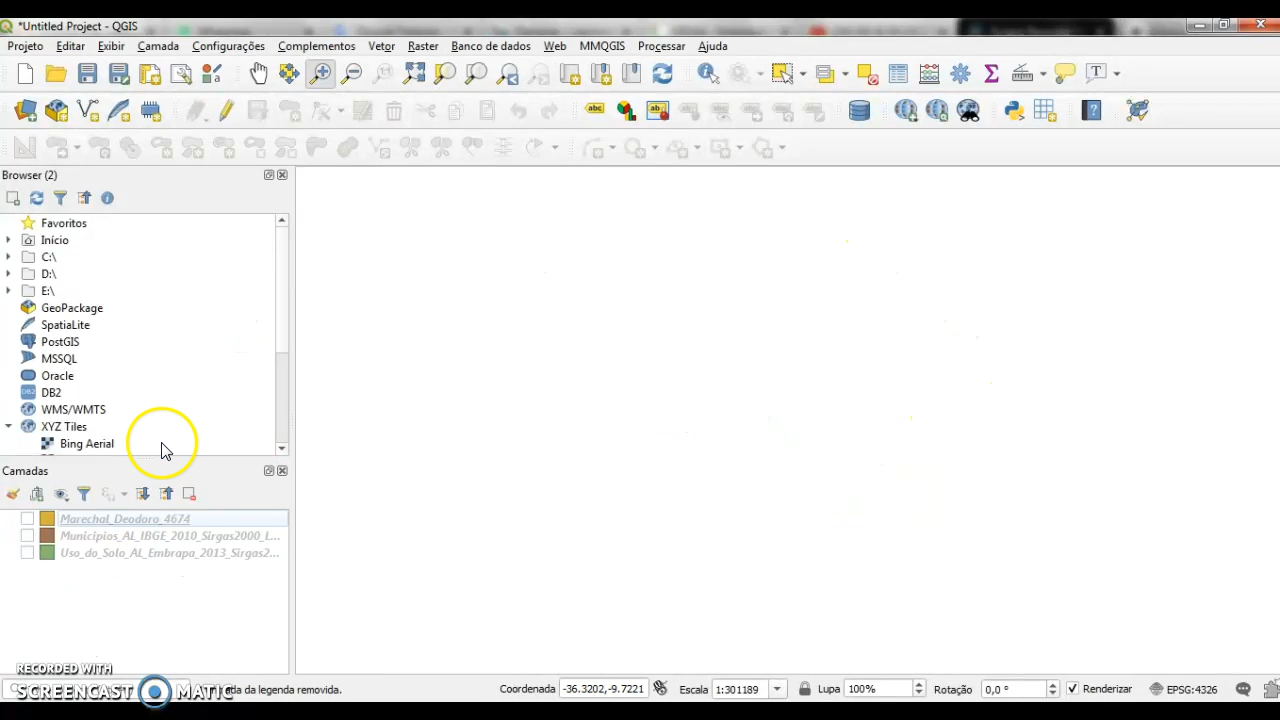 *Untitled Project - QGIS
Projeto Editar Exibir Camada Configurações Complementos Vetor Raster Banco de dados Web MMQGIS Processar Ajuda
Browser (2)
Favoritos
Início
C:\
D:\
E:\
GeoPackage
SpatiaLite
PostGIS
MSSQL
Oracle
DB2
WMS/WMTS
XYZ Tiles
Bing Aerial
Camadas
Marechal_Deodoro_4674
Municípios_AL_IBGE_2010_Sirgas2000_L...
Uso_do_Solo_AL_Embrapa_2013_Sirgas2...
RECORDED WITH
SCREENCAST MATIC
da legenda removida.
Coordenada -36.3202,-9.7221 Escala 1:301189 Lupa 100% Rotação 0,0 ° Renderizar EPSG:4326